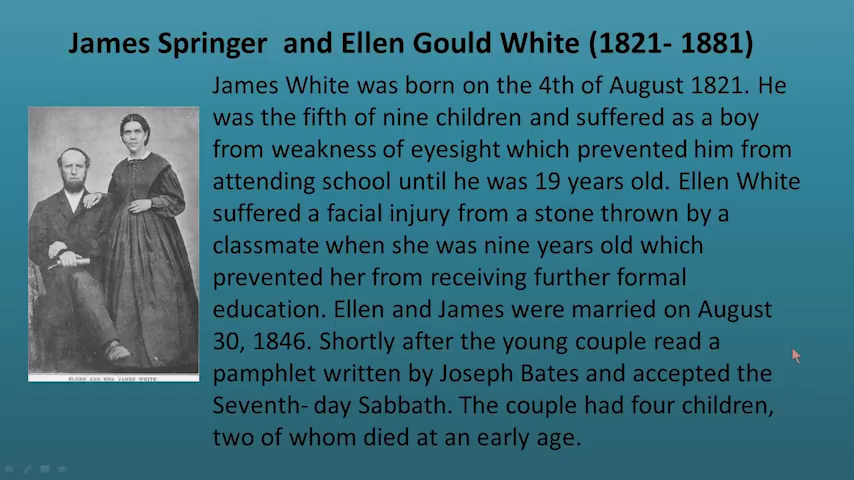 James Springer  and Ellen Gould White (1821- 1881)
James White was born on the 4th of August 1821. He
was the fifth of nine children and suffered as a boy
from weakness of eyesight which prevented him from
attending school until he was 19 years old. Ellen White
suffered a facial injury from a stone thrown by a
classmate when she was nine years old which
prevented her from receiving further formal
education. Ellen and James were married on August
30, 1846. Shortly after the young couple read a
pamphlet written by Joseph Bates and accepted the
Seventh- day Sabbath. The couple had four children,
two of whom died at an early age.
ELDER AND MRS. JAMES WHITE